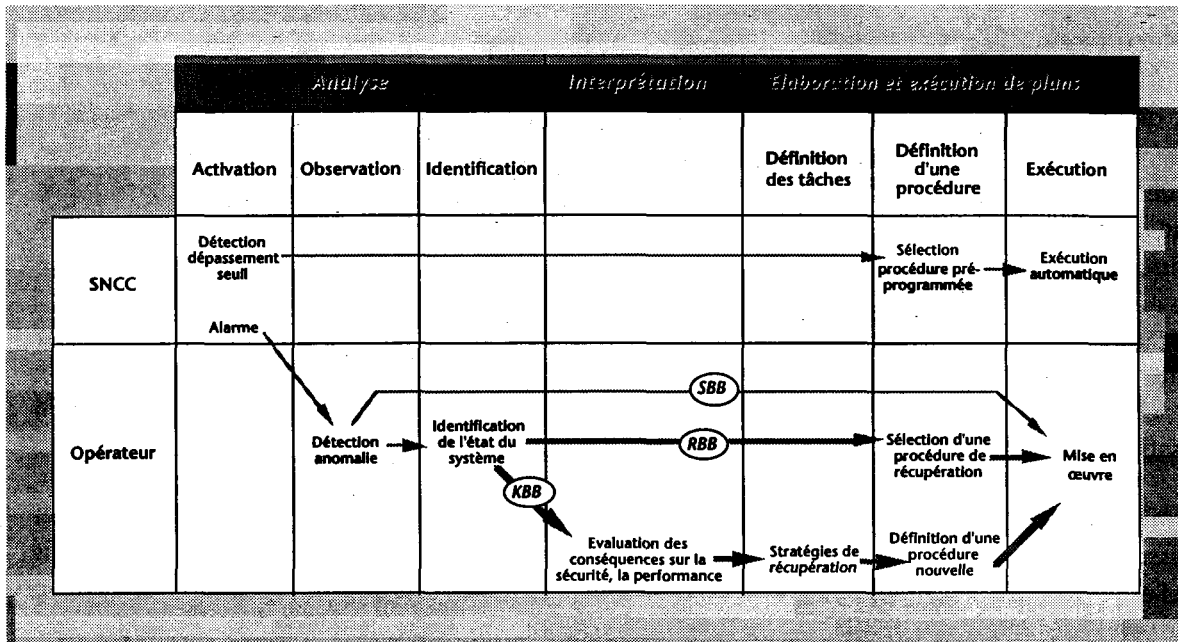 Analyse
Interprétation
Elaboration et exécution de plans
Activation
Observation
Identification
Définition
des tâches
Définition
d'une
procédure
Exécution
SNCC
Détection
dépassement
seuil
Sélection
procédure pré-
programmée
Exécution
automatique
Alarme
Opérateur
SBB
Détection
anomalie
Identification
de l'état du
système
RBB
Sélection d'une
procédure de
récupération
Mise en
œuvre
KBB
Evaluation des
conséquences sur la
sécurité, la performance
Stratégies de
récupération
Définition d'une
procédure
nouvelle